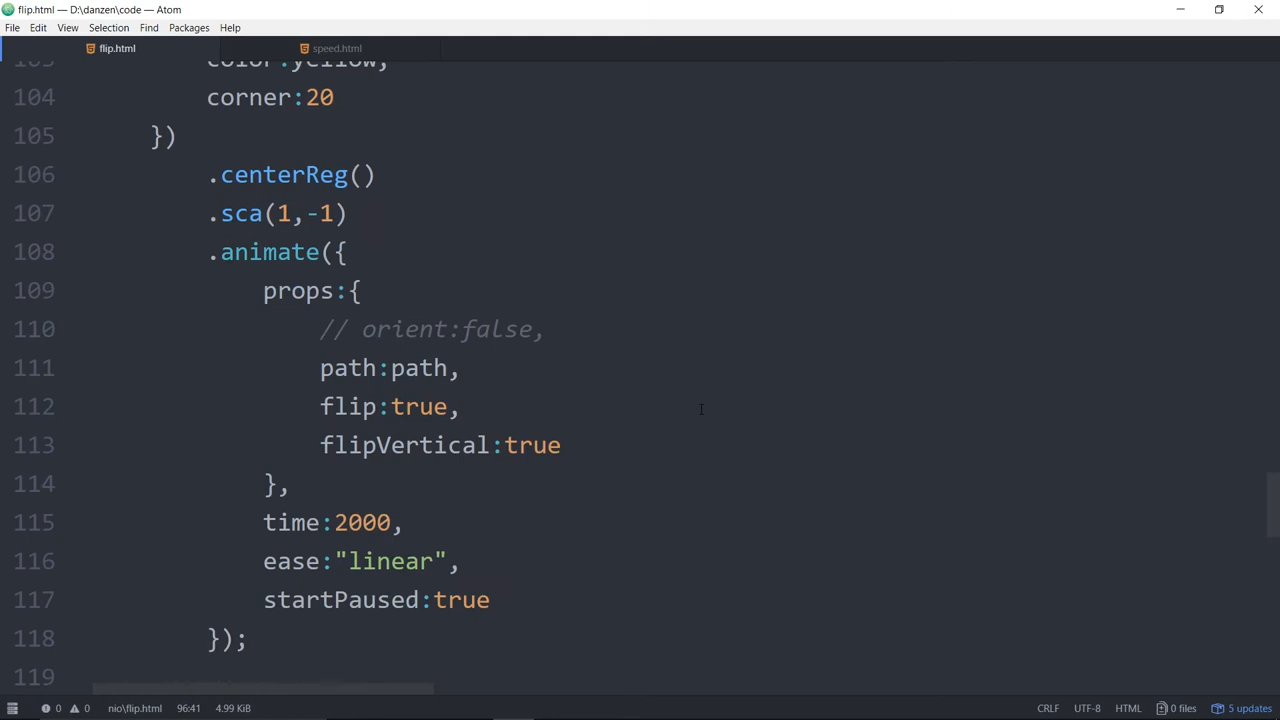 flip.html — D:\danzen\code — Atom
File Edit View Selection Find Packages Help
flip.html speed.html
103 color:yellow,
104 corner:20
105 })
106 .centerReg()
107 .sca(1,-1)
108 .animate({
109 props:{
110 // orient:false,
111 path:path,
112 flip:true,
113 flipVertical:true
114 },
115 time:2000,
116 ease:"linear",
117 startPaused:true
118 });
119
0 0 nio\flip.html 96:41 4.99 KiB CRLF UTF-8 HTML 0 files 5 updates